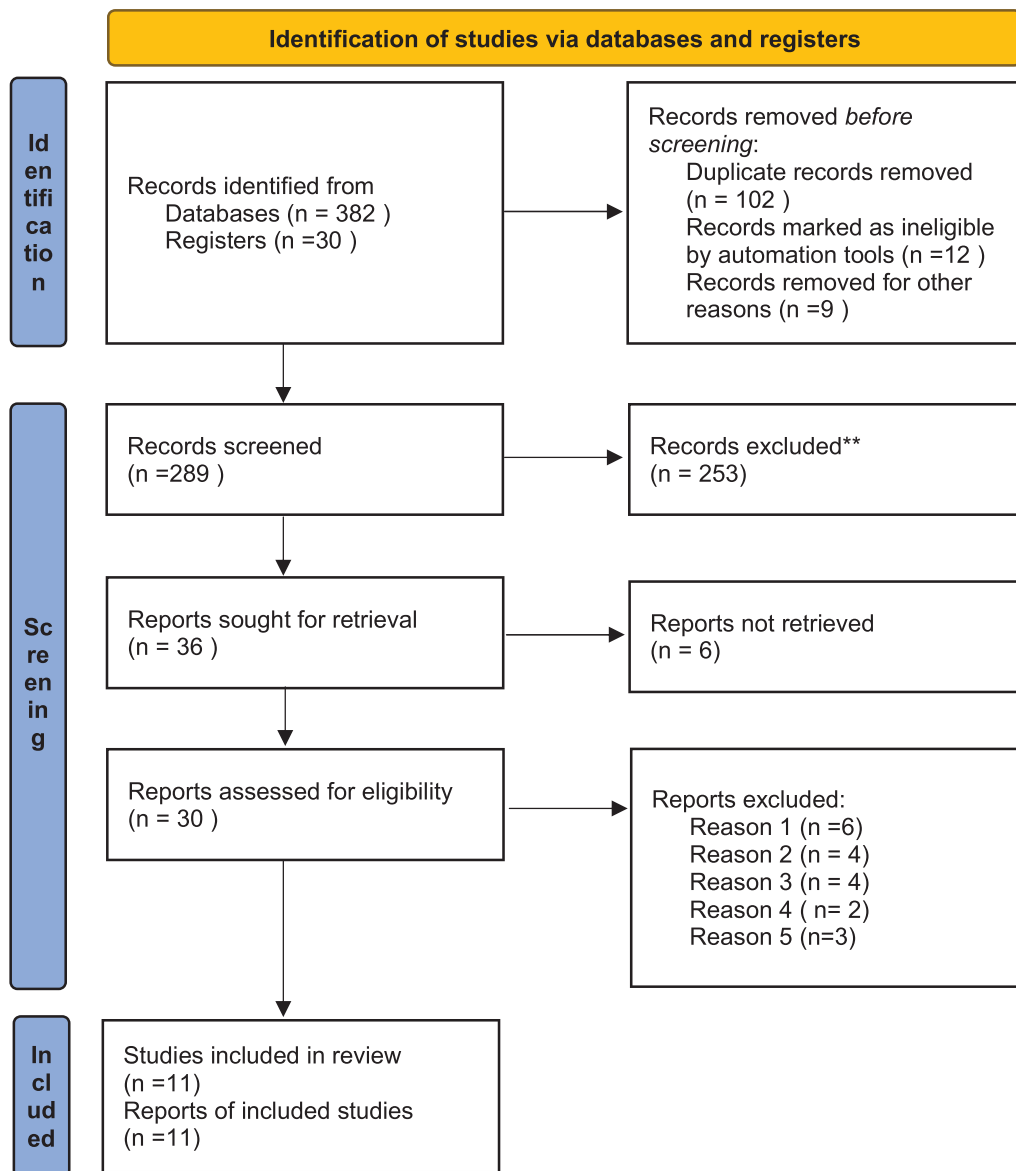 Identification of studies via databases and registers
Id
en
tifi
ca
tio
n
Records identified from
Databases (n = 382 )
Registers (n =30 )
Records removed before
screening:
Duplicate records removed
(n = 102 )
Records marked as ineligible
by automation tools (n =12 )
Records removed for other
reasons (n =9 )
Sc
re
en
in
g
Records screened
(n =289 )
Records excluded**
(n = 253)
Reports sought for retrieval
(n = 36 )
Reports not retrieved
(n = 6)
Reports assessed for eligibility
(n = 30 )
Reports excluded:
Reason 1 (n =6)
Reason 2 (n = 4)
Reason 3 (n = 4)
Reason 4 ( n= 2)
Reason 5 (n=3)
In
cl
ud
ed
Studies included in review
(n =11)
Reports of included studies
(n =11)